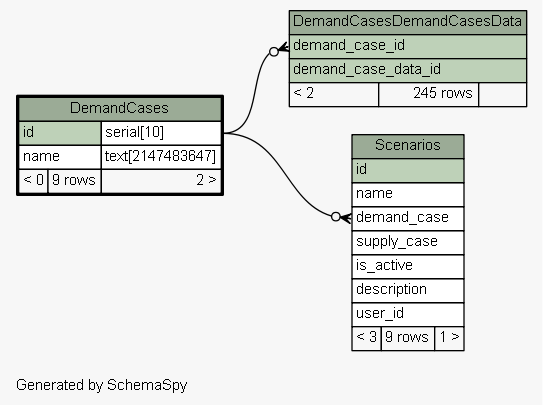 DemandCasesDemandCasesData
demand_case_id
demand_case_data_id
< 2 245 rows
DemandCases
id serial[10]
name text[2147483647]
< 0 9 rows 2 >
Scenarios
id
name
demand_case
supply_case
is_active
description
user_id
< 3 9 rows 1 >
Generated by SchemaSpy